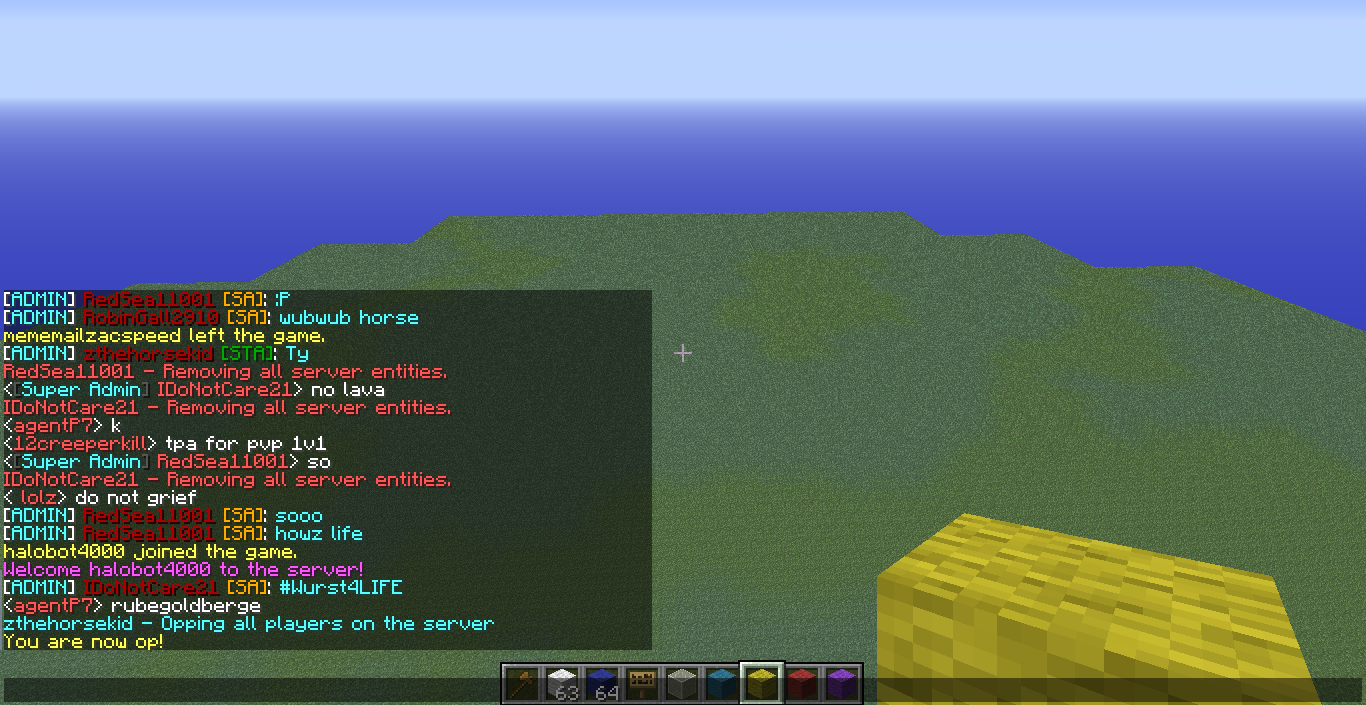 [ADMIN] RedSea11001 [SA]: :P
[ADMIN] RobinGall2910 [SA]: wubwub horse
mememailzacspeed left the game.
[ADMIN] zthehorsekid [STA]: Ty
RedSea11001 - Removing all server entities.
<[Super Admin] IDoNotCare21> no lava
IDoNotCare21 - Removing all server entities.
<agentP7> k
<12creeperkill> tpa for pvp 1v1
<[Super Admin] RedSea11001> so
IDoNotCare21 - Removing all server entities.
< lolz> do not grief
[ADMIN] RedSea11001 [SA]: sooo
[ADMIN] RedSea11001 [SA]: howz life
halobot4000 joined the game.
Welcome halobot4000 to the server!
[ADMIN] IDoNotCare21 [SA]: #Wurst4LIFE
<agentP7> rubegoldberge
zthehorsekid - Opping all players on the server
You are now op!
63 64